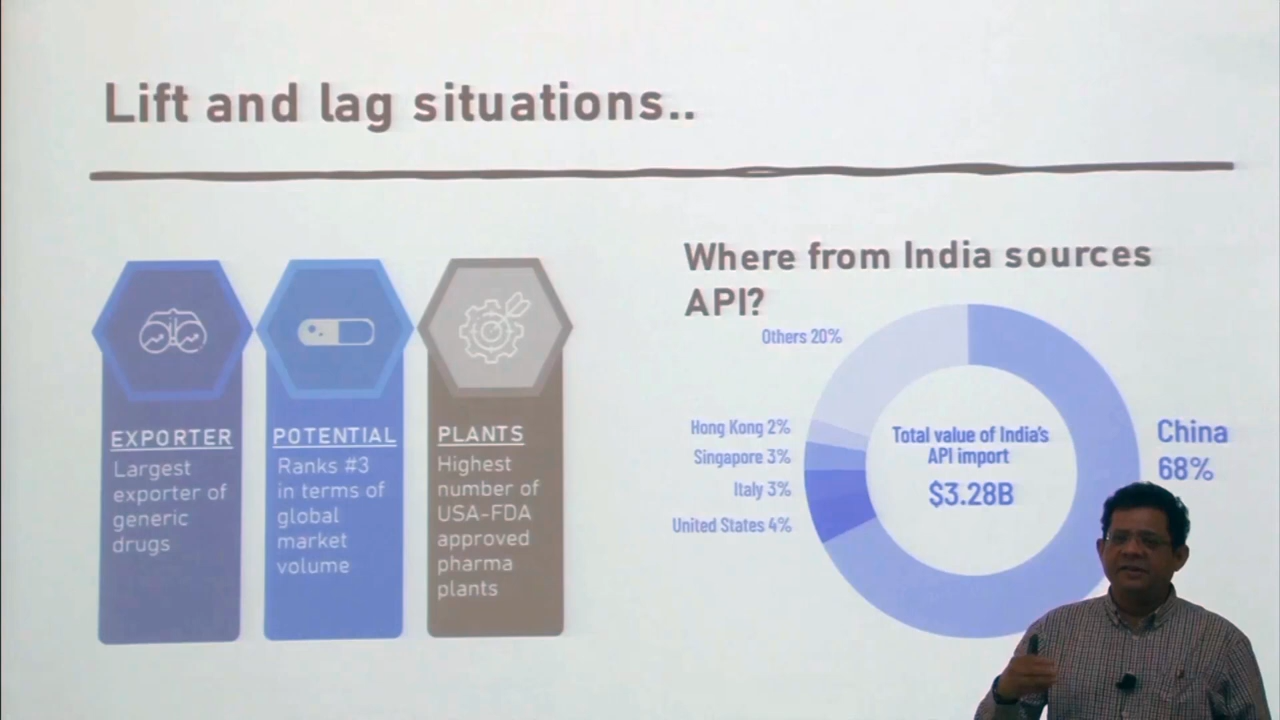 Lift and lag situations..
EXPORTER
Largest
exporter of
generic
drugs
POTENTIAL
Ranks #3
in terms of
global
market
volume
PLANTS
Highest
number of
USA-FDA
approved
pharma
plants
Where from India sources
API?
Others 20%
Hong Kong 2%
Singapore 3%
Italy 3%
United States 4%
Total value of India's
API import
$3.28B
China
68%